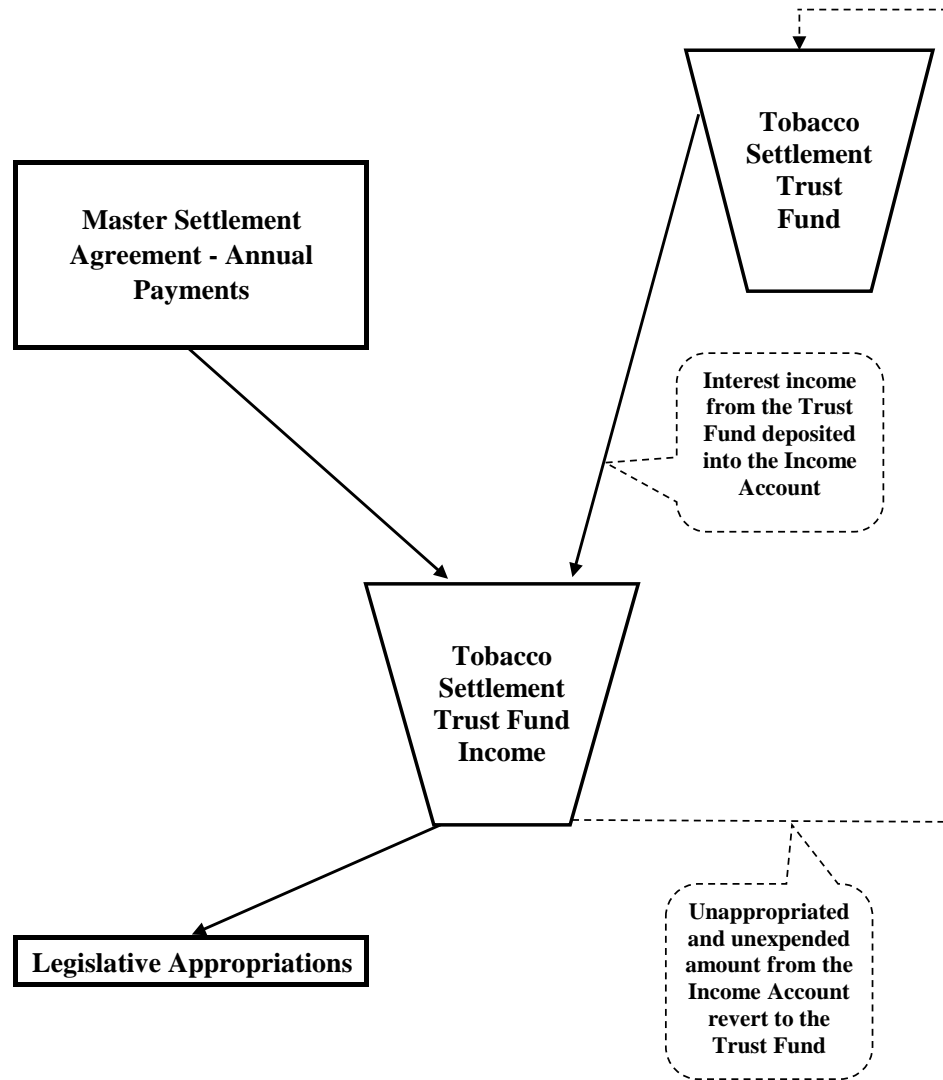 Tobacco
Settlement
Trust
Fund
Master Settlement
Agreement - Annual
Payments
Interest income
from the Trust
Fund deposited
into the Income
Account
Tobacco
Settlement
Trust Fund
Income
Unappropriated
and unexpended
amount from the
Income Account
revert to the
Trust Fund
Legislative Appropriations